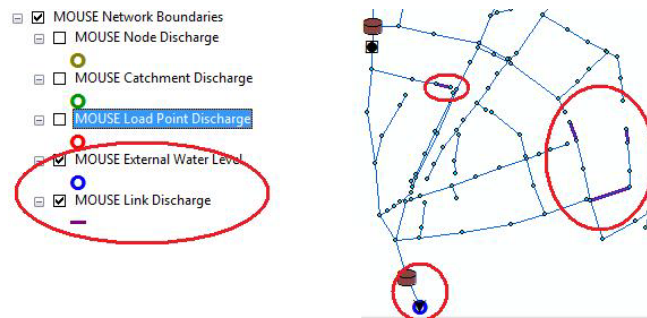 MOUSE Network Boundaries
MOUSE Node Discharge
MOUSE Catchment Discharge
MOUSE Load Point Discharge
MOUSE External Water Level
MOUSE Link Discharge